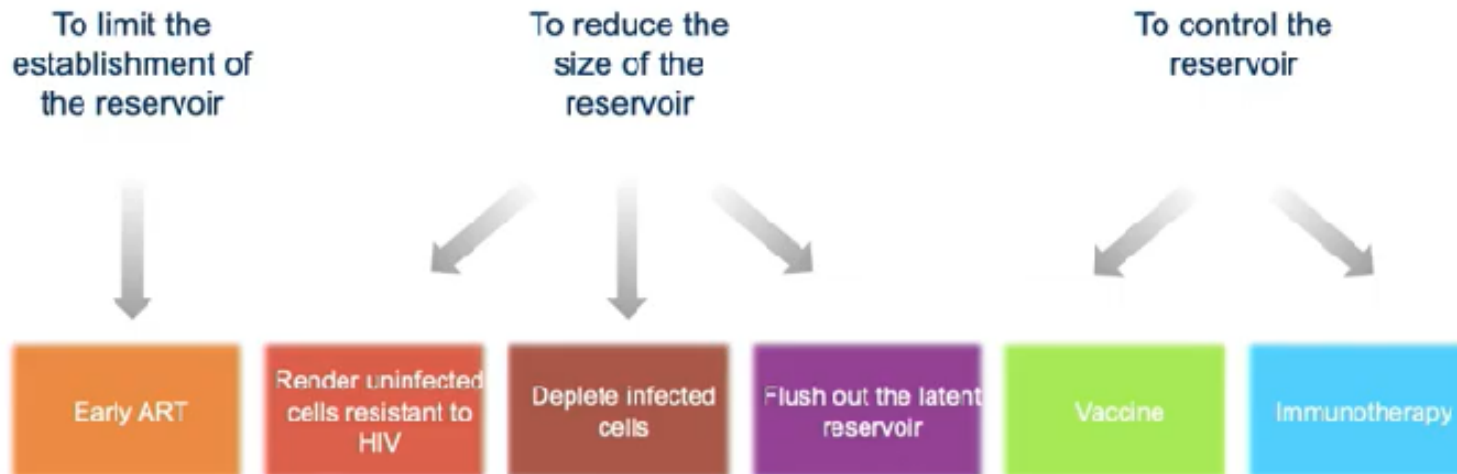 To limit the
establishment of
the reservoir
To reduce the
size of the
reservoir
To control the
reservoir
Early ART
Render uninfected
cells resistant to
HIV
Deplete infected
cells
Flush out the latent
reservoir
Vaccine
Immunotherapy